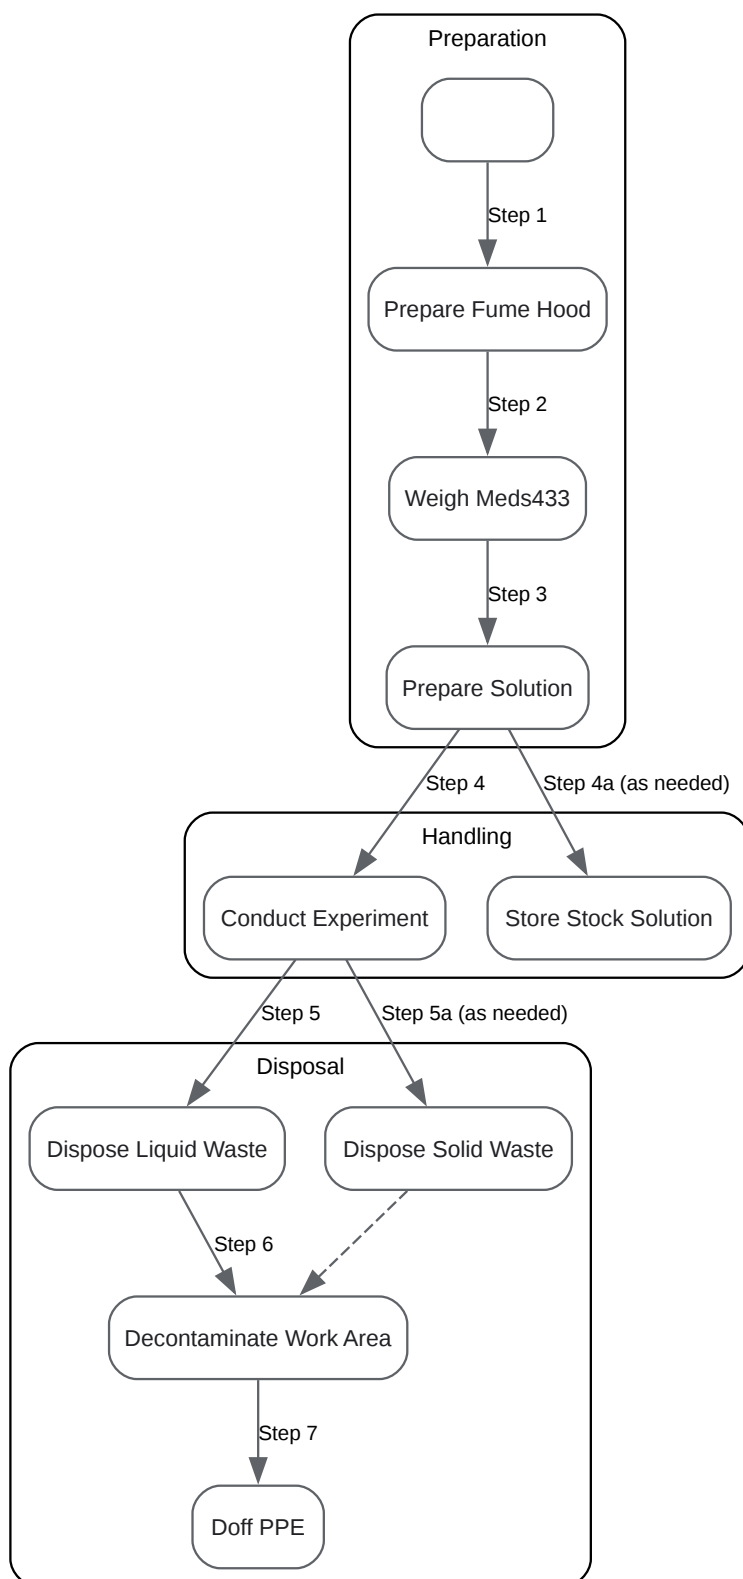 Preparation
Step 1
Prepare Fume Hood
Step 2
Weigh Meds433
Step 3
Prepare Solution
Step 4
Step 4a (as needed)
Handling
Conduct Experiment
Store Stock Solution
Step 5
Step 5a (as needed)
Disposal
Dispose Liquid Waste
Dispose Solid Waste
Step 6
Decontaminate Work Area
Step 7
Doff PPE